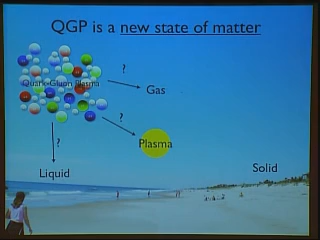 QGP is a new state of matter
Quark-Gluon Plasma
?
Gas
?
Plasma
?
Liquid
Solid